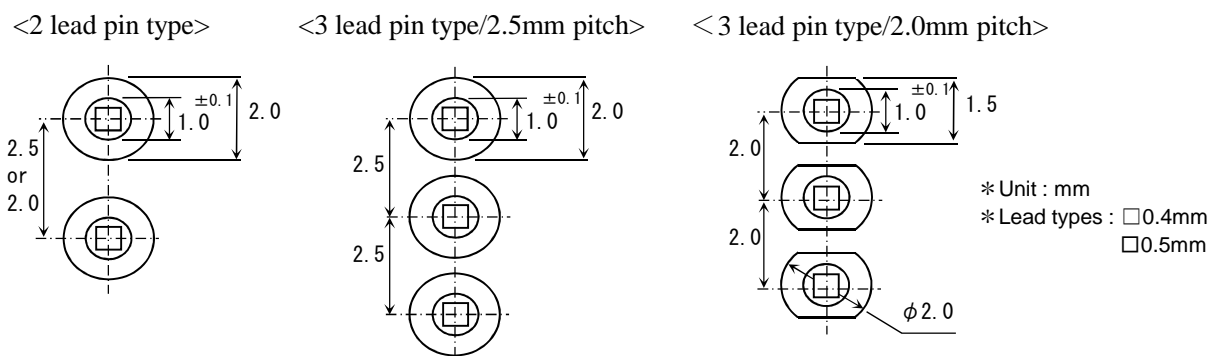 <2 lead pin type>
2.5
or
2.0
1.0 ±0.1
2.0
<3 lead pin type/2.5mm pitch>
2.5
2.5
1.0 ±0.1
2.0
＜3 lead pin type/2.0mm pitch>
2.0
2.0
1.0 ±0.1
1.5
φ2.0
＊Unit : mm
＊Lead types : □0.4mm
□0.5mm